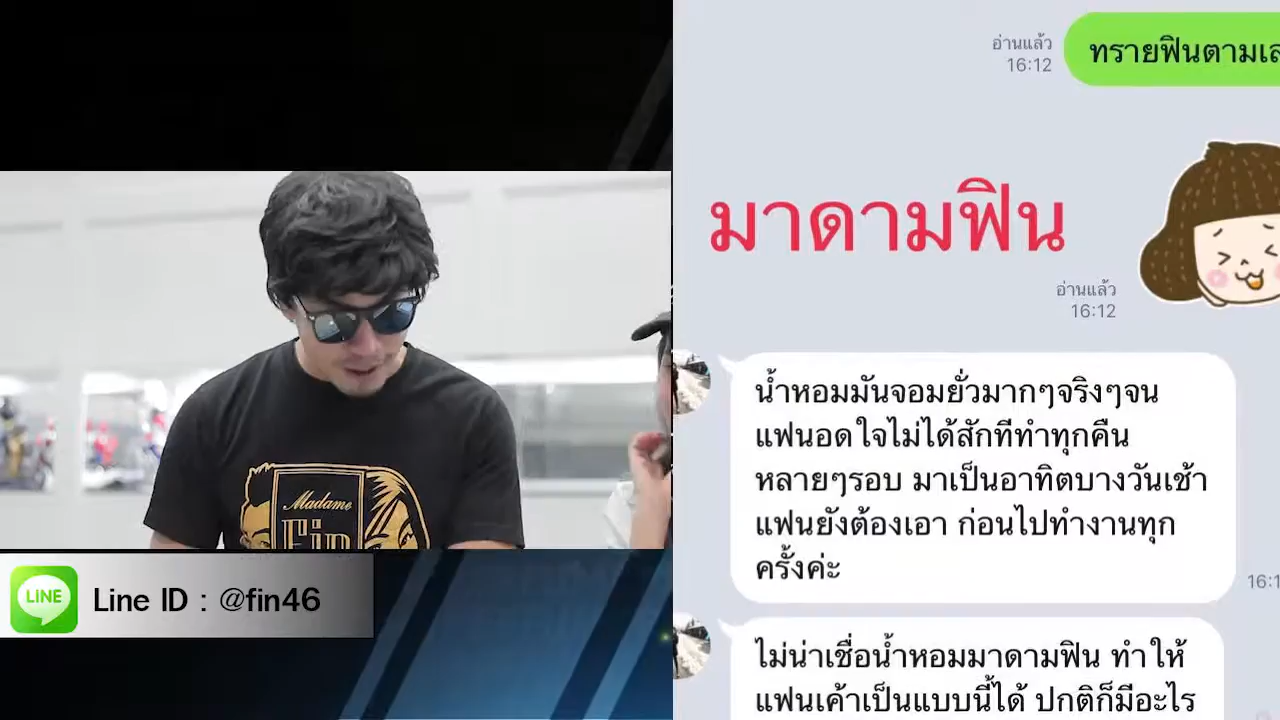 Madame
Fin
LINE
Line ID : @fin46
อ่านแล้ว
16:12
ทรายฟินตามเ
มาดามฟิน
อ่านแล้ว
16:12
น้ำหอมมันจอมยั่วมากๆจริงๆจน
แฟนอดใจไม่ได้สักทีทำทุกคืน
หลายๆรอบ มาเป็นอาทิตบางวันเช้า
แฟนยังต้องเอา ก่อนไปทำงานทุก
ครั้งค่ะ
16:1
ไม่น่าเชื่อน้ำหอมมาดามฟิน ทำให้
แฟนเค้าเป็นแบบนี้ได้ ปกติก็มีอะไร